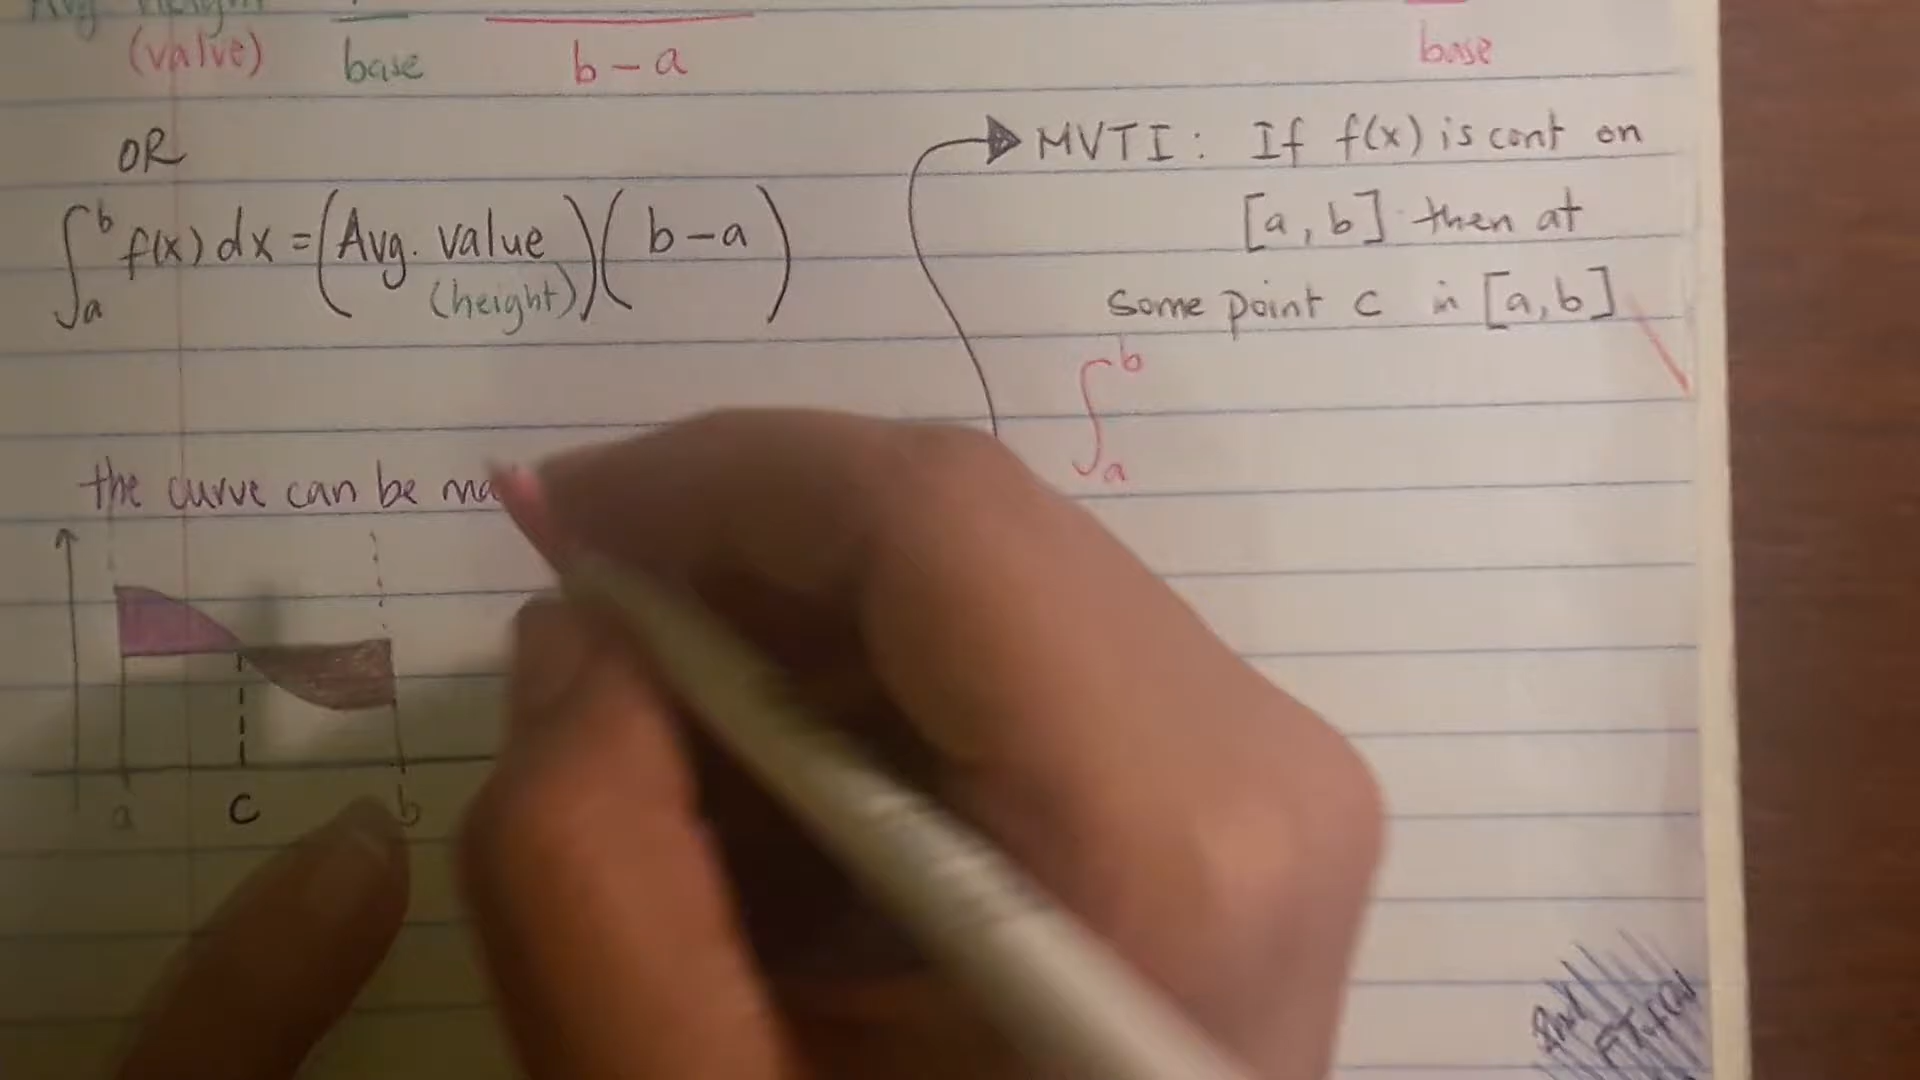 (value) base b - a base
OR
∫ₐᵇ f(x) dx = (Avg. value (height)) (b - a)
MVTI: If f(x) is cont on
[a, b] then at
some point c in [a, b]
∫ₐᵇ
the curve can be
a c b